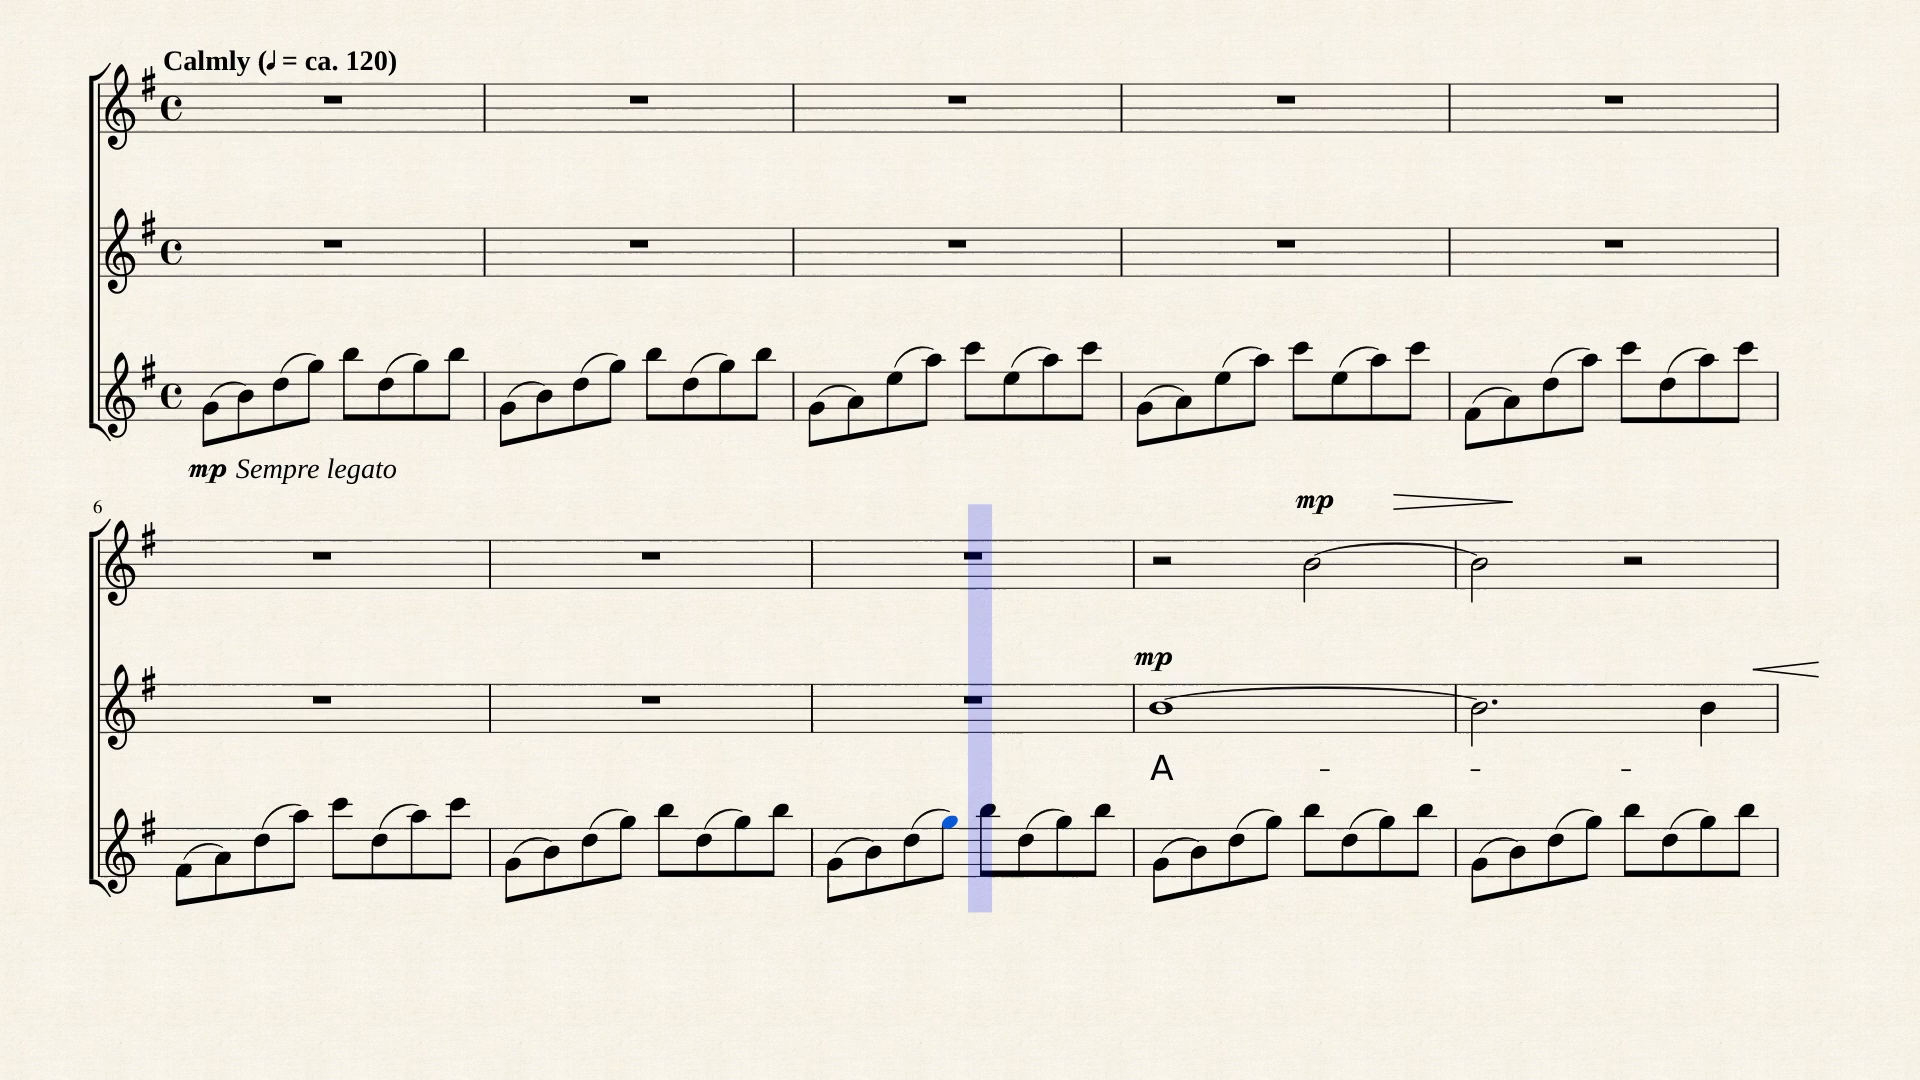 Calmly (♩ = ca. 120)
mp Sempre legato
6
mp
mp
A - - -